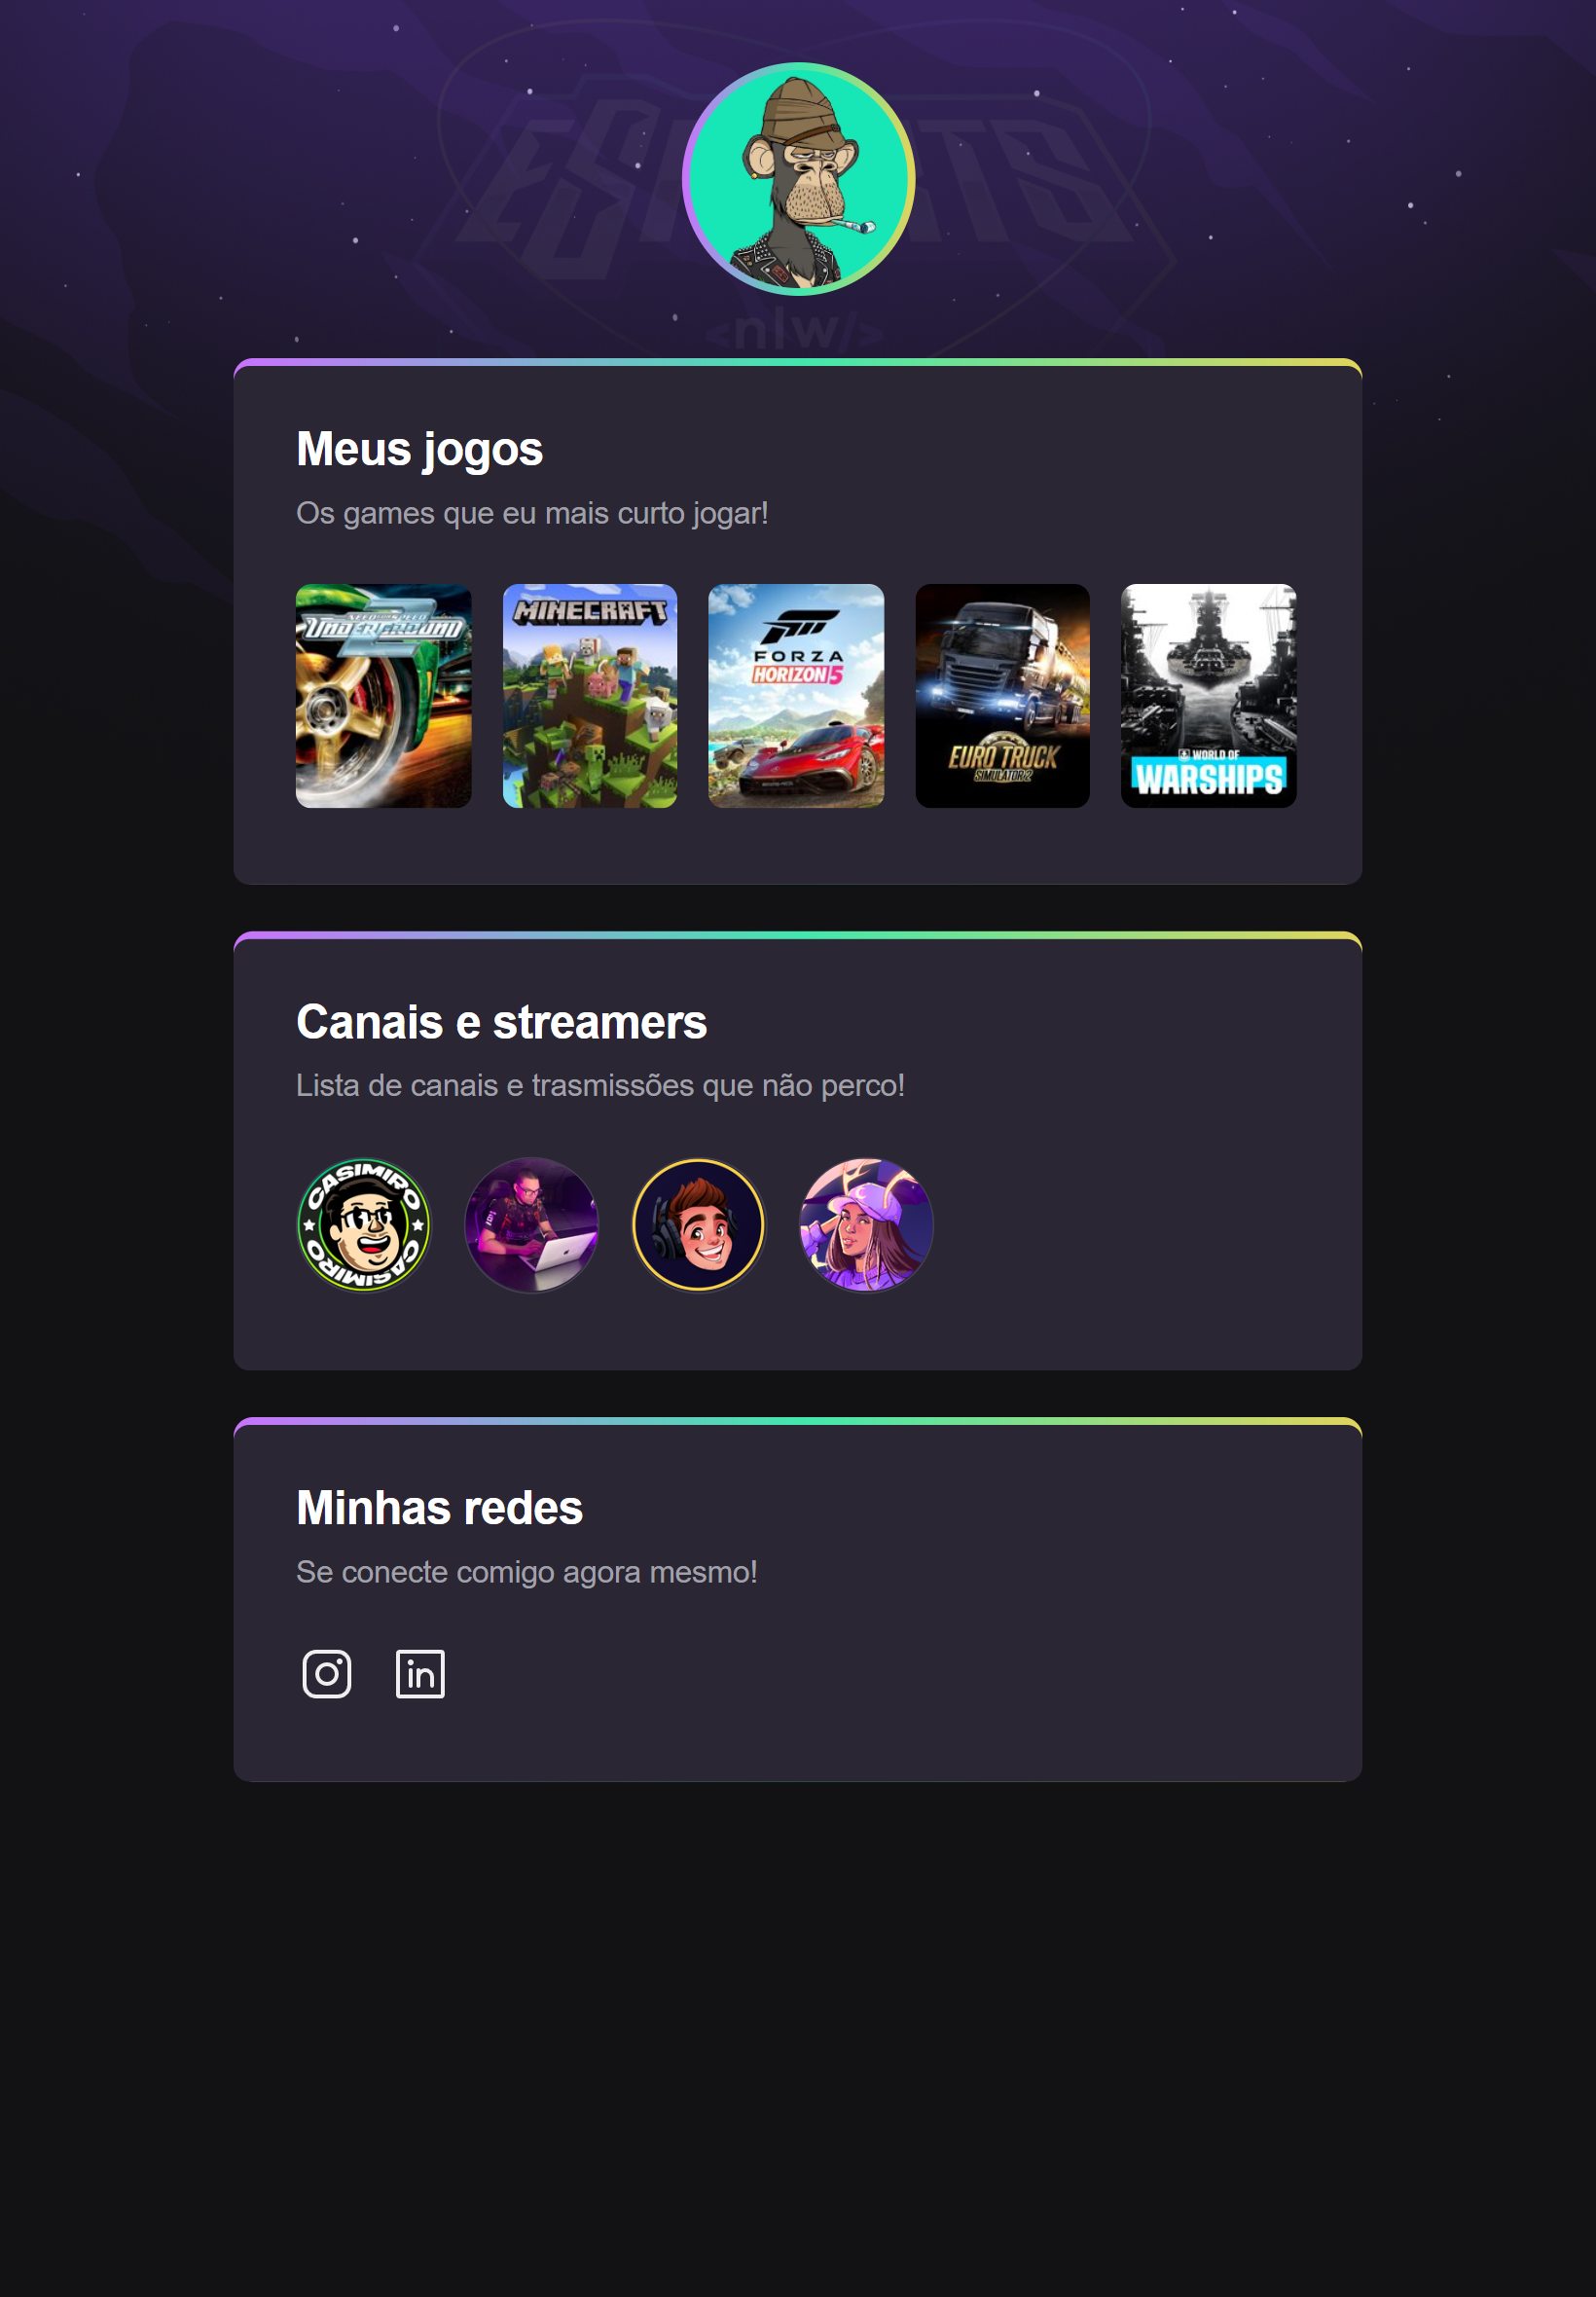 ESPORTS
<nlw/>
Meus jogos
Os games que eu mais curto jogar!
NEED FOR SPEED
UNDERGROUND 2
MINECRAFT
FORZA
HORIZON 5
EURO TRUCK
SIMULATOR 2
WORLD OF
WARSHIPS
Canais e streamers
Lista de canais e trasmissões que não perco!
CASIMIRO
CASIMIRO
Minhas redes
Se conecte comigo agora mesmo!
in